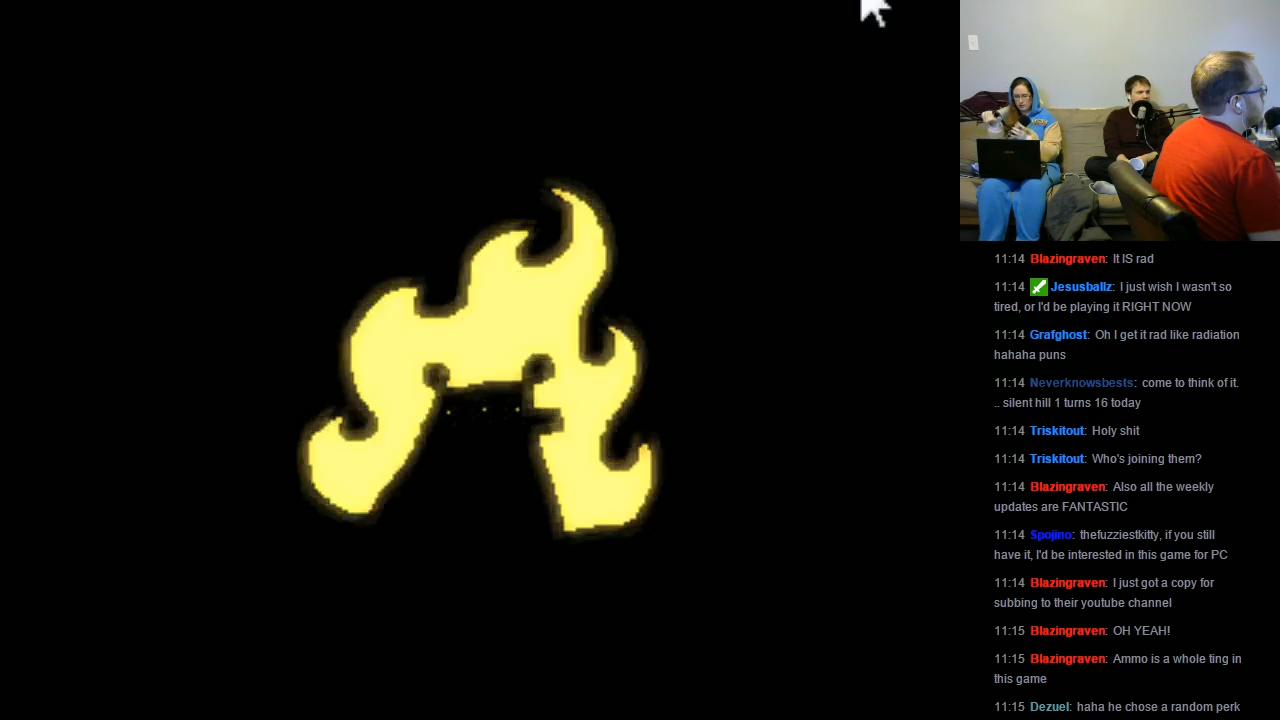 11:14 Blazingraven: It IS rad
11:14 Jesusballz: I just wish I wasn't so
tired, or I'd be playing it RIGHT NOW
11:14 Grafghost: Oh I get it rad like radiation
hahaha puns
11:14 Neverknowsbests: come to think of it.
.. silent hill 1 turns 16 today
11:14 Triskitout: Holy shit
11:14 Triskitout: Who's joining them?
11:14 Blazingraven: Also all the weekly
updates are FANTASTIC
11:14 Spojino: thefuzziestkitty, if you still
have it, I'd be interested in this game for PC
11:14 Blazingraven: I just got a copy for
subbing to their youtube channel
11:15 Blazingraven: OH YEAH!
11:15 Blazingraven: Ammo is a whole ting in
this game
11:15 Dezuel: haha he chose a random perk